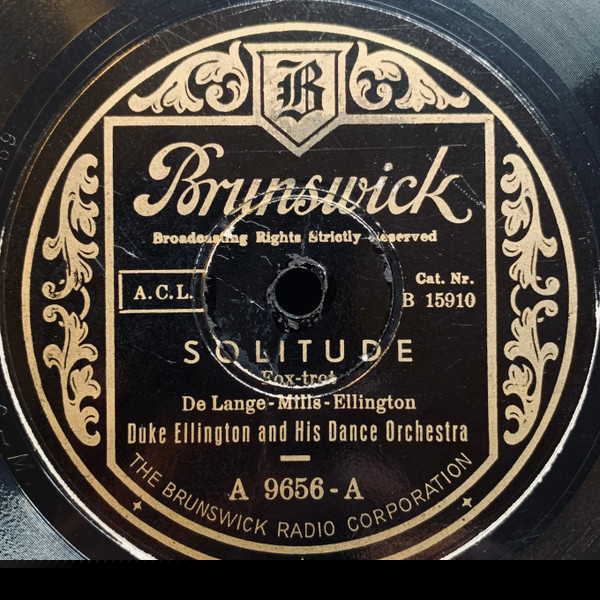 B
Brunswick
Broadcasting Rights Strictly Reserved
A.C.L.
Cat. Nr.
B 15910
SOLITUDE
Fox-trot
De Lange-Mills-Ellington
Duke Ellington and His Dance Orchestra
A 9656-A
THE BRUNSWICK RADIO CORPORATION